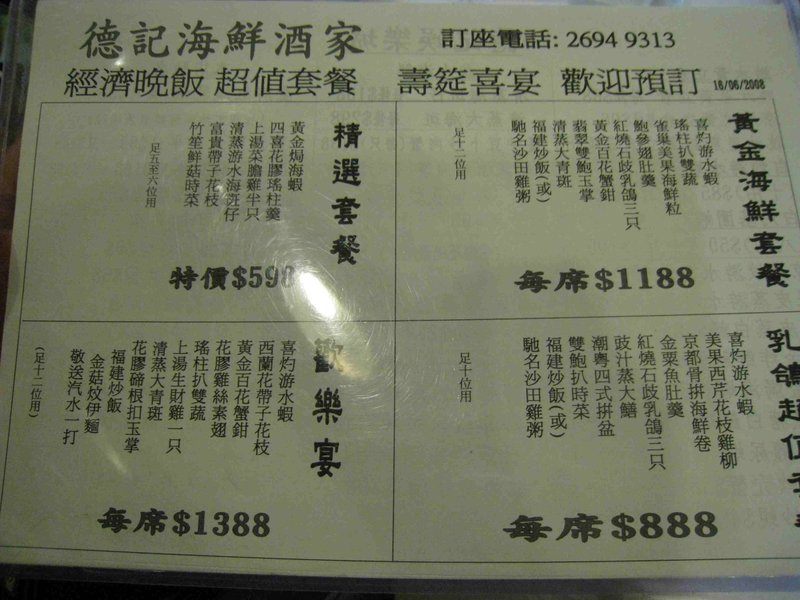 德記海鮮酒家
訂座電話: 2694 9313
經濟晚飯 超值套餐 壽筵喜宴 歡迎預訂 16/06/2008
黃金海鮮套餐
喜灼游水蝦
瑤柱扒雙蔬
雀巢美果海鮮粒
鮑參翅肚羹
紅燒石歧乳鴿三只
黃金百花蟹鉗
翡翠雙鮑玉掌
清蒸大青斑
福建炒飯(或)
馳名沙田雞粥
足十二位用
每席$1188
精選套餐
黃金焗海蝦
四喜花膠瑤柱羹
上湯菜膽雞半只
清蒸游水海蓒仔
富貴帶子花枝
竹笙鮮菇時菜
足五至六位用
特價$598
乳鴿超值套
喜灼游水蝦
美果西芹花枝雞柳
京都骨拼海鮮卷
金粟魚肚羹
紅燒石歧乳鴿三只
豉汁蒸大鱔
潮粵四式拼盆
雙鮑扒時菜
福建炒飯(或)
馳名沙田雞粥
足十位用
每席$888
歡樂宴
喜灼游水蝦
西蘭花帶子花枝
黃金百花蟹鉗
花膠雞絲素翅
瑤柱扒雙蔬
上湯生財雞一只
清蒸大青斑
花膠碲根扣玉掌
福建炒飯
金菇炆伊麵
敬送汽水一打
(足十二位用)
每席$1388